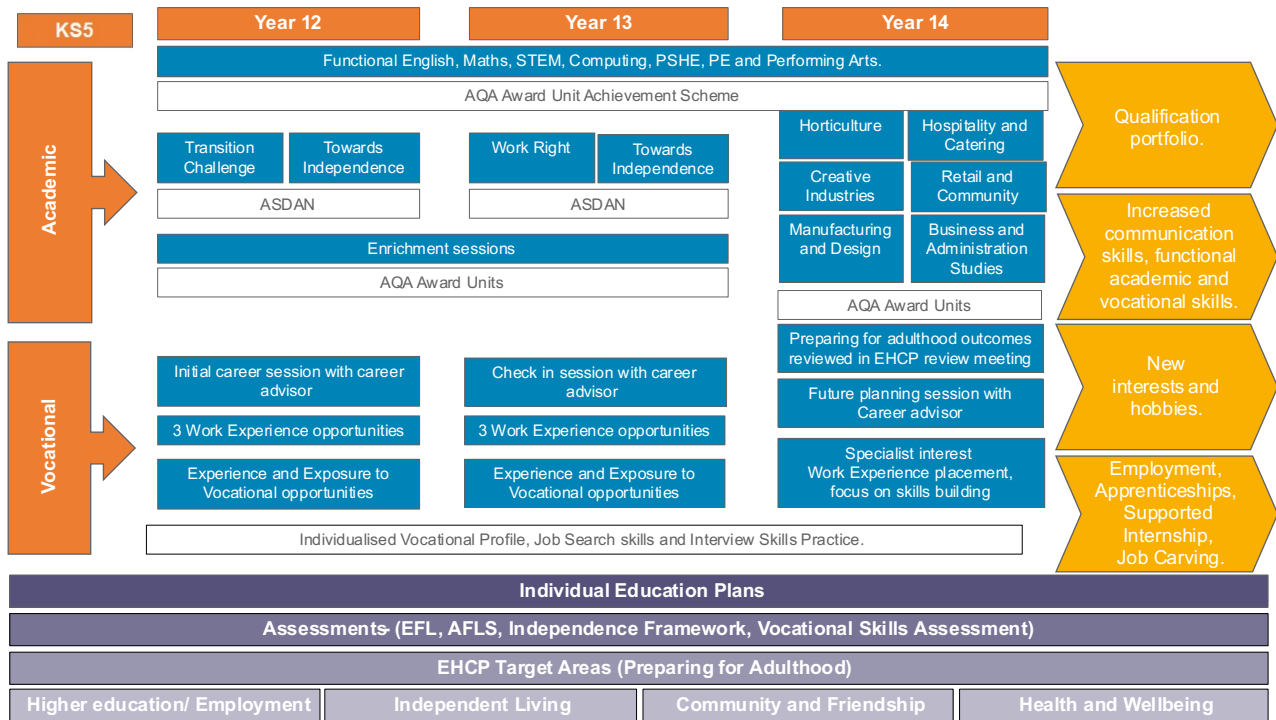 KS5
Year 12
Year 13
Year 14
Academic
Functional English, Maths, STEM, Computing, PSHE, PE and Performing Arts.
AQA Award Unit Achievement Scheme
Transition
Challenge
Towards
Independence
ASDAN
Work Right
Towards
Independence
ASDAN
Enrichment sessions
AQA Award Units
Horticulture
Hospitality and
Catering
Creative
Industries
Retail and
Community
Manufacturing
and Design
Business and
Administration
Studies
AQA Award Units
Vocational
Initial career session with career
advisor
3 Work Experience opportunities
Experience and Exposure to
Vocational opportunities
Check in session with career
advisor
3 Work Experience opportunities
Experience and Exposure to
Vocational opportunities
Preparing for adulthood outcomes
reviewed in EHCP review meeting
Future planning session with
Career advisor
Specialist interest
Work Experience placement,
focus on skills building
Individualised Vocational Profile, Job Search skills and Interview Skills Practice.
Qualification
portfolio.
Increased
communication
skills, functional
academic and
vocational skills.
New
interests and
hobbies.
Employment,
Apprenticeships,
Supported
Internship,
Job Carving.
Individual Education Plans
Assessments- (EFL, AFLS, Independence Framework, Vocational Skills Assessment)
EHCP Target Areas (Preparing for Adulthood)
Higher education/ Employment
Independent Living
Community and Friendship
Health and Wellbeing